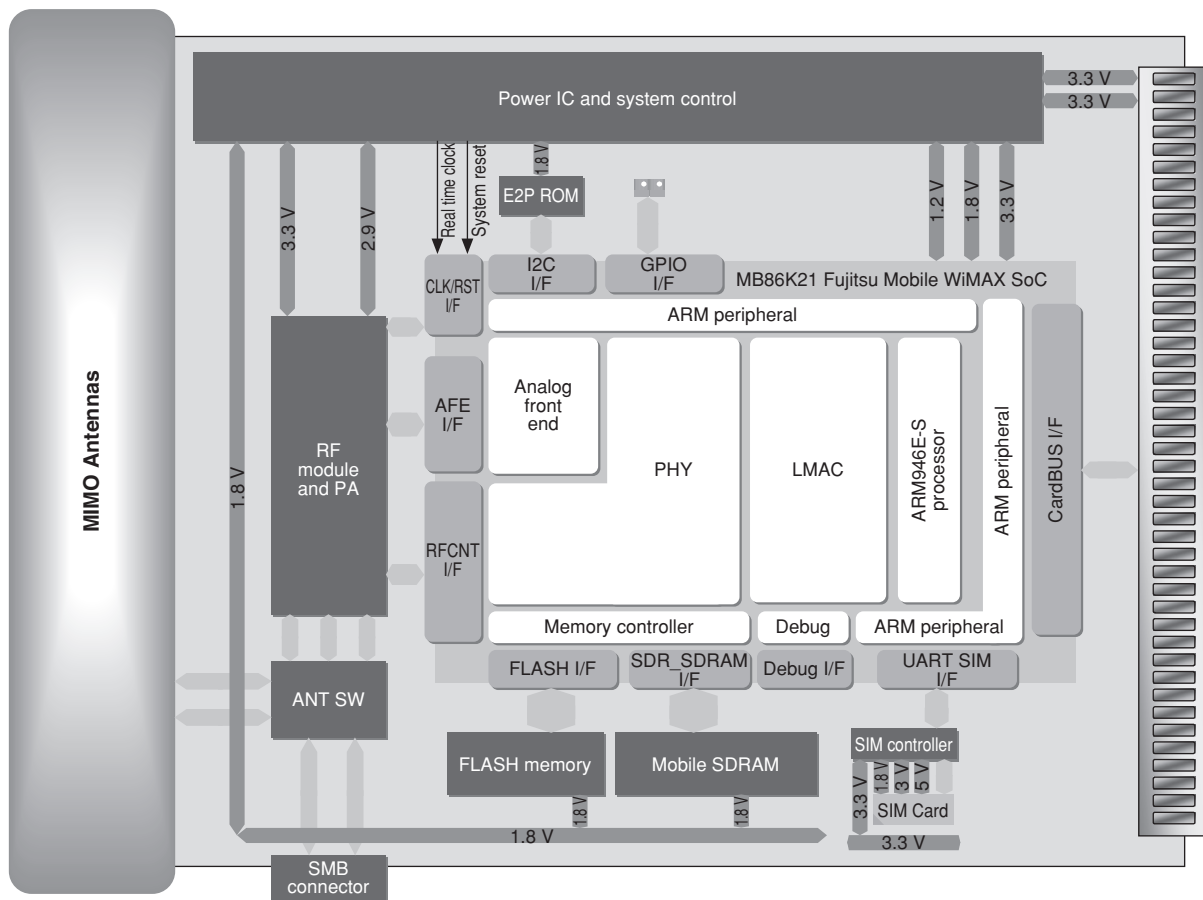 Power IC and system control
3.3 V
3.3 V
3.3 V
2.9 V
Real time clock
System reset
1.8 V
E2P ROM
1.2 V
1.8 V
3.3 V
CLK/RST
I/F
I2C
I/F
GPIO
I/F
MB86K21 Fujitsu Mobile WiMAX SoC
ARM peripheral
MIMO Antennas
1.8 V
RF
module
and PA
AFE
I/F
Analog
front
end
PHY
LMAC
ARM946E-S
processor
ARM peripheral
CardBUS I/F
RFCNT
I/F
Memory controller
Debug
ARM peripheral
FLASH I/F
SDR_SDRAM
I/F
Debug I/F
UART SIM
I/F
ANT SW
FLASH memory
Mobile SDRAM
SIM controller
3.3 V
1.8 V
3 V
5 V
SIM Card
1.8 V
1.8 V
1.8 V
3.3 V
SMB
connector